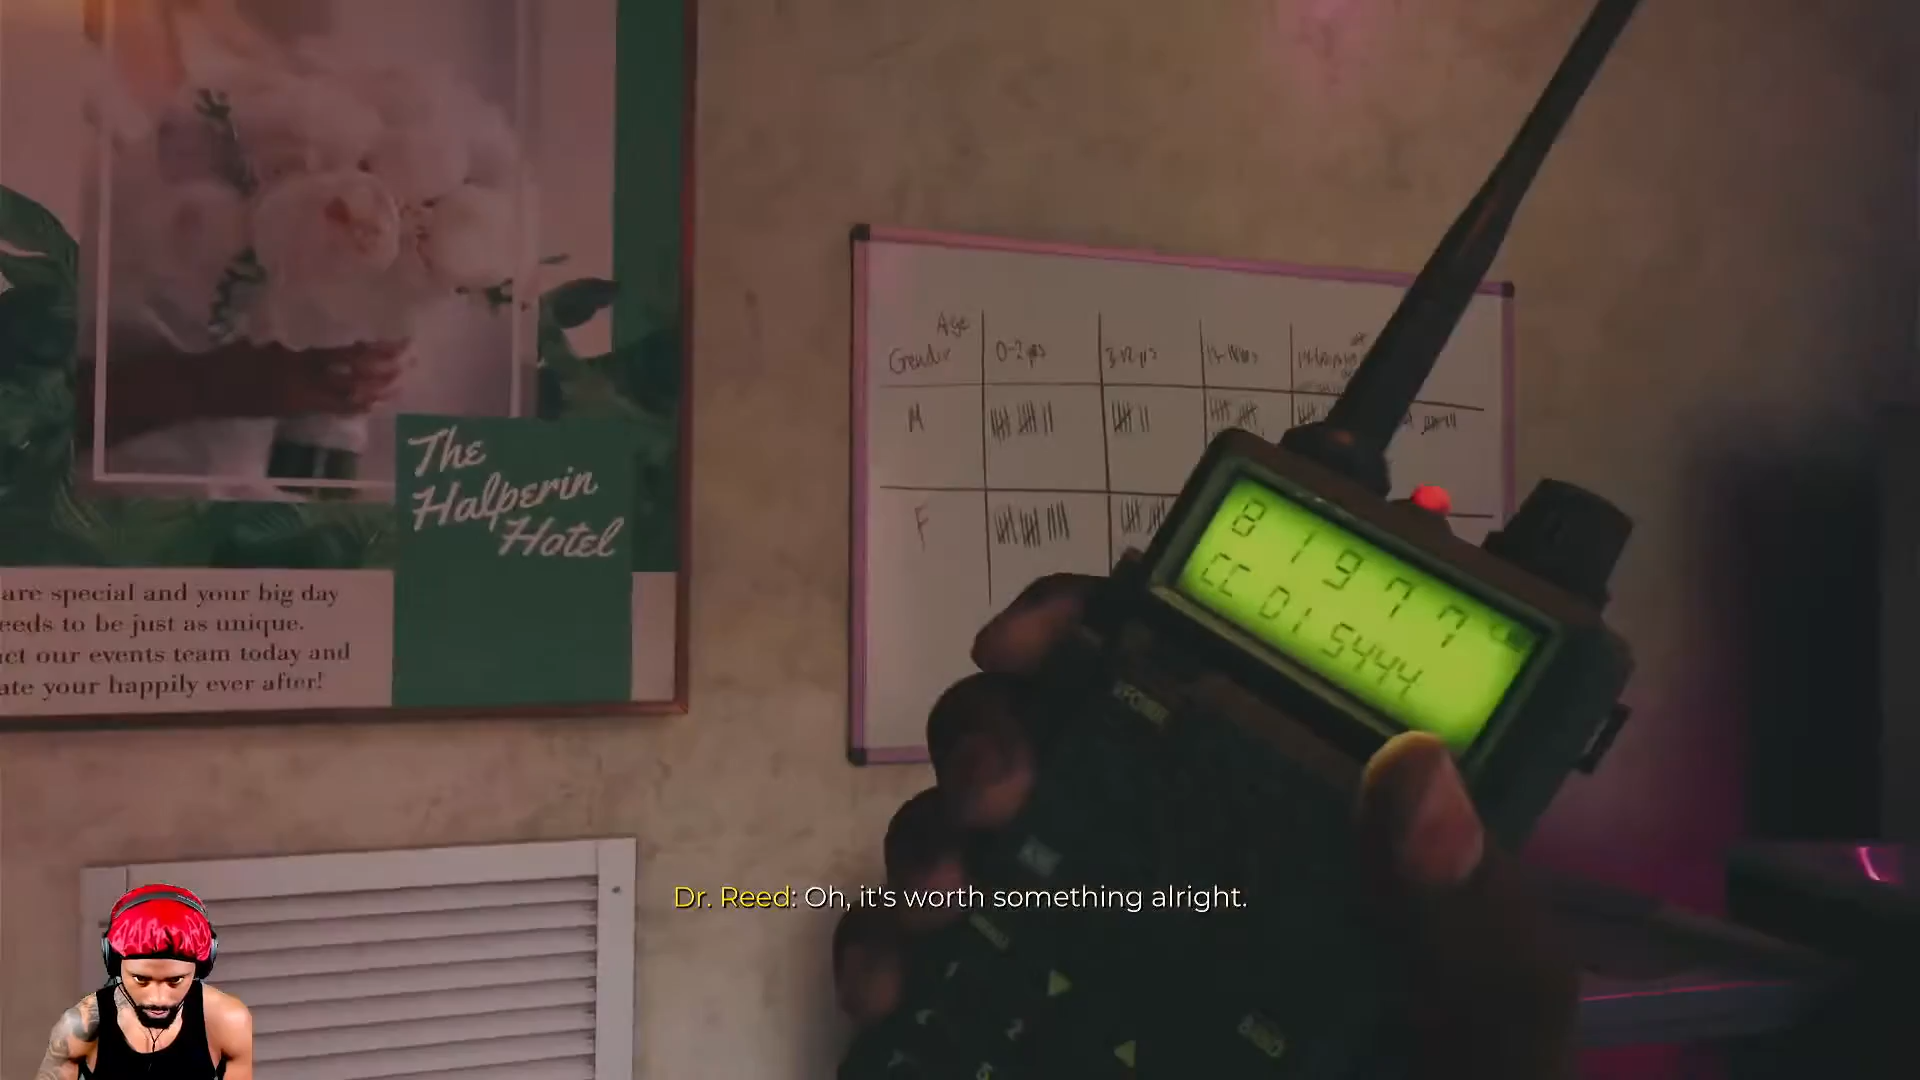 The
Halperin
Hotel
are special and your big day
eeds to be just as unique.
act our events team today and
ate your happily ever after!
Age
Gender
0-2 yrs
M
F
B 1977
CC 01 5444
Dr. Reed: Oh, it's worth something alright.